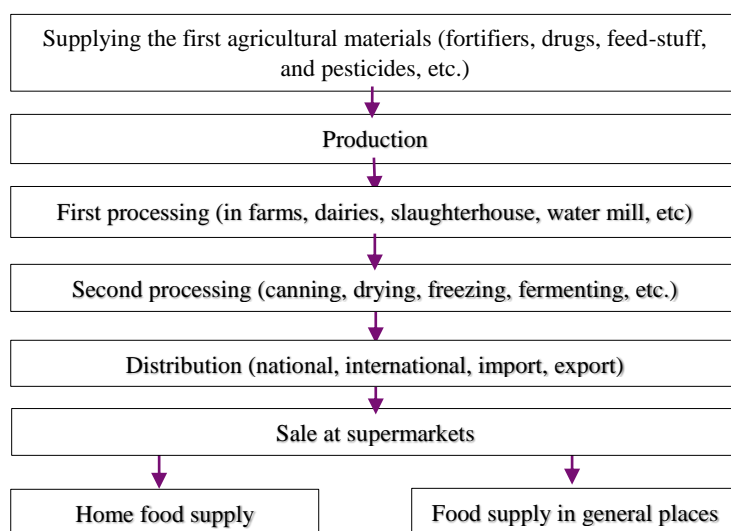 Supplying the first agricultural materials (fortifiers, drugs, feed-stuff,
and pesticides, etc.)
Production
First processing (in farms, dairies, slaughterhouse, water mill, etc)
Second processing (canning, drying, freezing, fermenting, etc.)
Distribution (national, international, import, export)
Sale at supermarkets
Home food supply
Food supply in general places